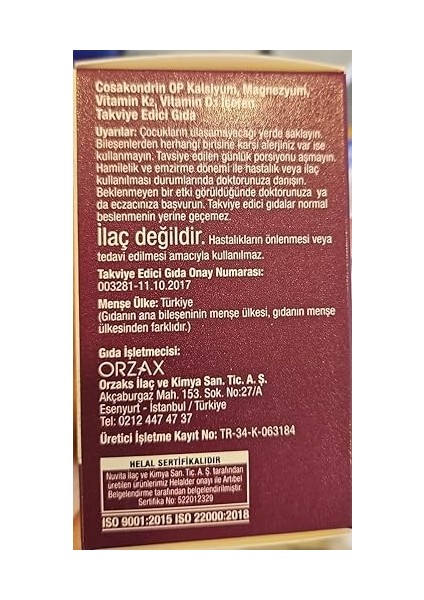 Cosakondrin OP Kalsiyum, Magnezyum,
Vitamin K2, Vitamin D3 İçeren
Takviye Edici Gıda
Uyarılar: Çocukların ulaşamayacağı yerde saklayın.
Bileşenlerden herhangi birisine karşı alerjiniz var ise
kullanmayın. Tavsiye edilen günlük porsiyonu aşmayın.
Hamilelik ve emzirme dönemi ile hastalık veya ilaç
kullanılması durumlarında doktorunuza danışın.
Beklenmeyen bir etki görüldüğünde doktorunuza ya
da eczacınıza başvurun. Takviye edici gıdalar normal
beslenmenin yerine geçemez.
İlaç değildir. Hastalıkların önlenmesi veya
tedavi edilmesi amacıyla kullanılmaz.
Takviye Edici Gıda Onay Numarası:
003281-11.10.2017
Menşe Ülke: Türkiye
(Gıdanın ana bileşeninin menşe ülkesi, gıdanın menşe
ülkesinden farklıdır.)
Gıda İşletmecisi:
ORZAX
Orzaks İlaç ve Kimya San. Tic. A. Ş.
Akçaburgaz Mah. 153. Sok. No:27/A
Esenyurt - İstanbul / Türkiye
Tel: 0212 447 47 37
Üretici İşletme Kayıt No: TR-34-K-063184
HELAL SERTİFİKALIDIR
Nuvita İlaç ve Kimya San. Tic. A. Ş. tarafından
üretilen ürünlerimiz Helalder onayı ile Artıbel
Belgelendirme tarafından belgelendirilmiştir.
Sertifika No: 522012329
ISO 9001:2015 ISO 22000:2018